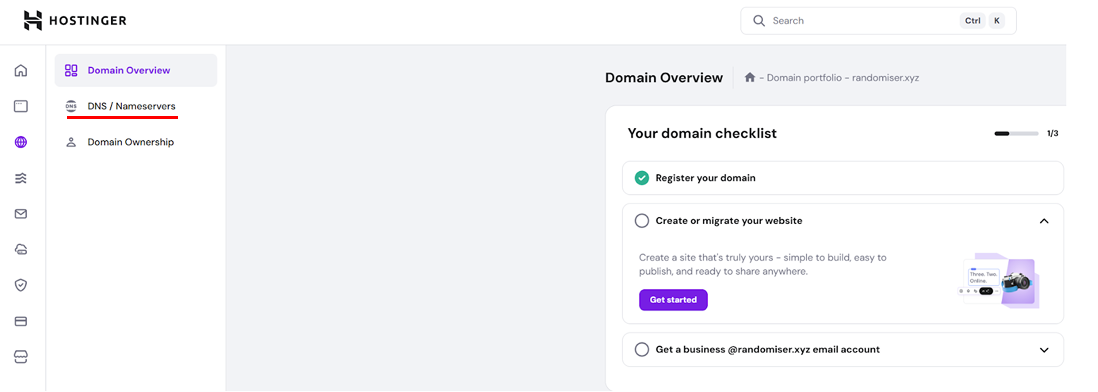 HOSTINGER
Search
Ctrl
K
Domain Overview
DNS
DNS / Nameservers
Domain Ownership
Domain Overview
- Domain portfolio - randomiser.xyz
Your domain checklist
1/3
Register your domain
Create or migrate your website
Create a site that's truly yours - simple to build, easy to
publish, and ready to share anywhere.
Three. Two.
Online.
Get started
Get a business @randomiser.xyz email account